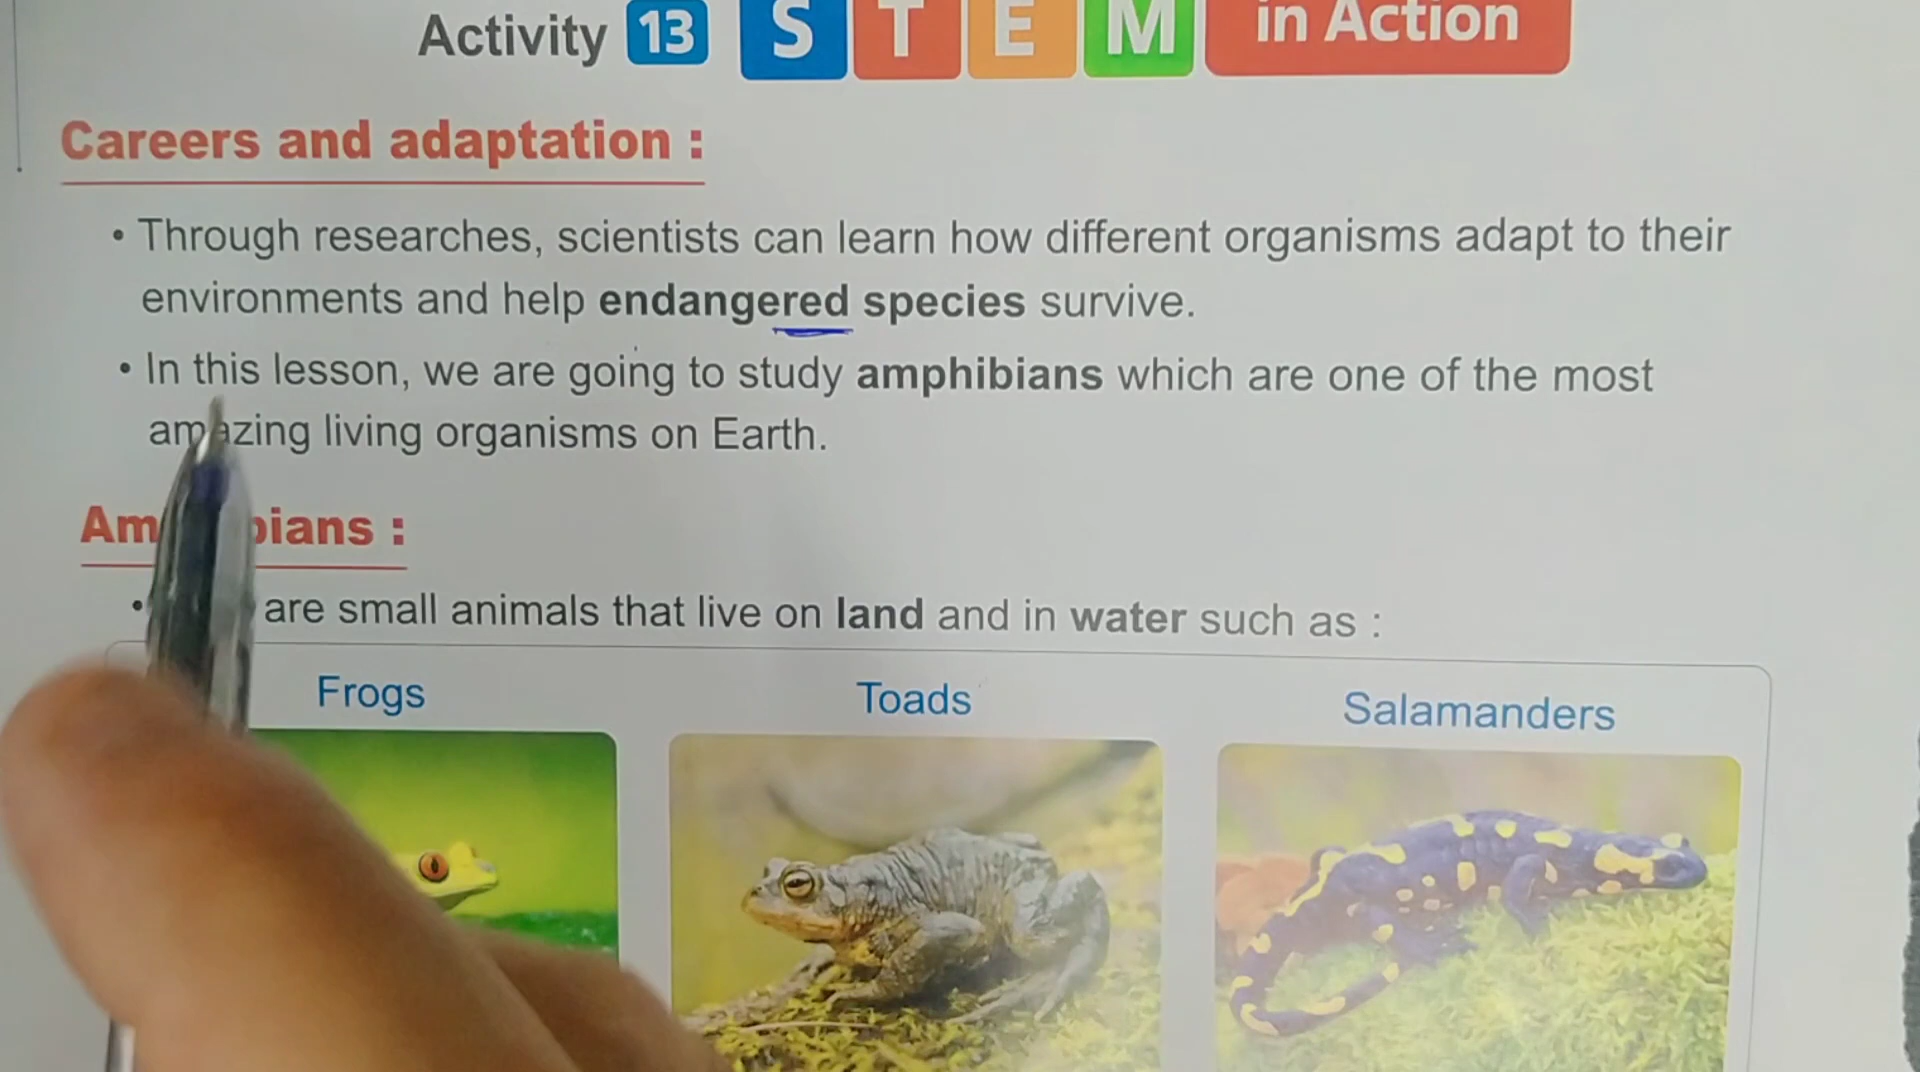 Activity 13 STEM in Action
Careers and adaptation :
• Through researches, scientists can learn how different organisms adapt to their
environments and help endangered species survive.
• In this lesson, we are going to study amphibians which are one of the most
amazing living organisms on Earth.
:
• are small animals that live on land and in water such as :
Frogs Toads Salamanders